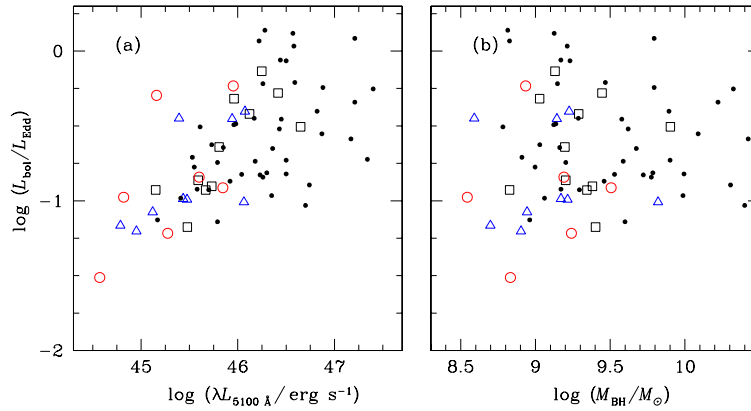 (a)
(b)
0
−1
−2
log (L_bol/L_Edd)
45 46 47
8.5 9 9.5 10
log (λL_5100 Å / erg s⁻¹)
log (M_BH/M_⊙)